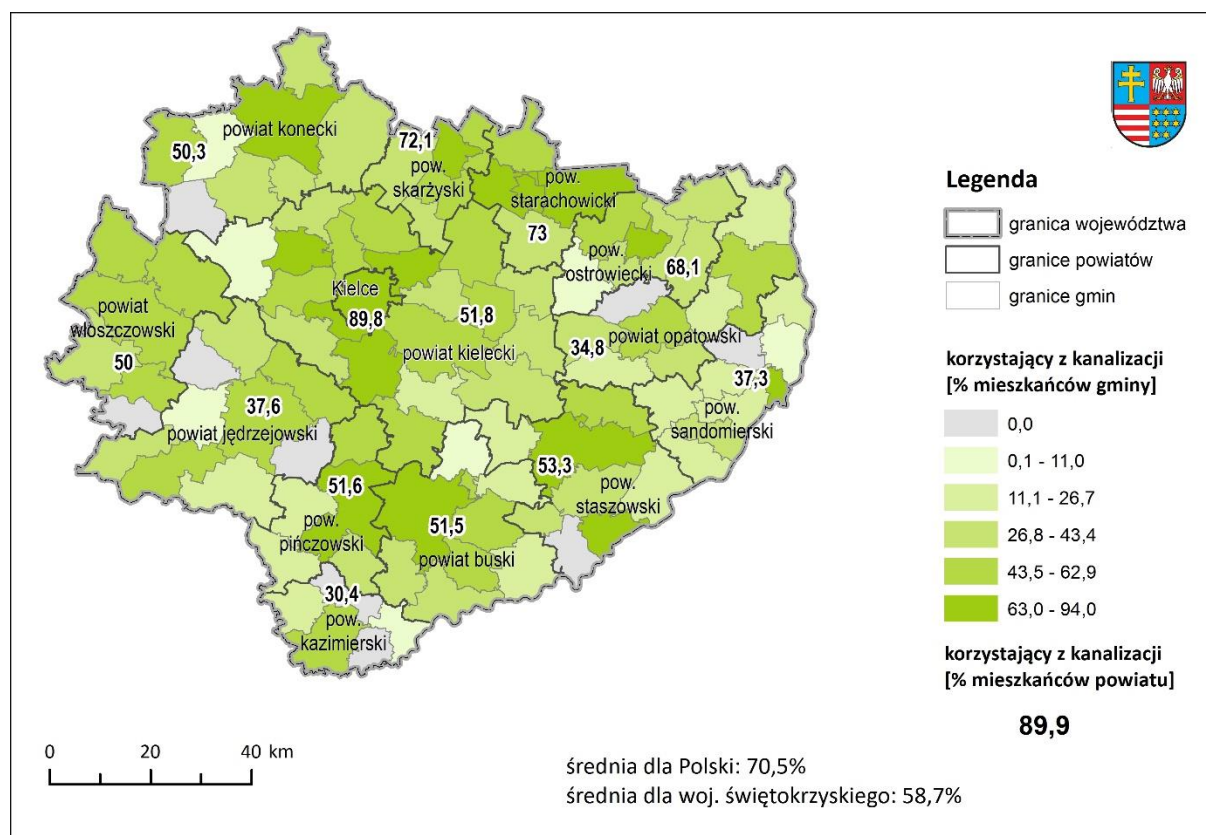 powiat konecki
50,3
72,1
pow.
skarżyski
pow.
starachowicki
73
pow.
ostrowiecki
68,1
Kielce
89,8
51,8
powiat kielecki
powiat
włoszczowski
50
34,8
powiat opatowski
37,3
pow.
sandomierski
37,6
powiat jędrzejowski
53,3
pow.
staszowski
51,6
pow.
pińczowski
51,5
powiat buski
30,4
pow.
kazimierski
Legenda
granica województwa
granice powiatów
granice gmin
korzystający z kanalizacji
[% mieszkańców gminy]
0,0
0,1 - 11,0
11,1 - 26,7
26,8 - 43,4
43,5 - 62,9
63,0 - 94,0
korzystający z kanalizacji
[% mieszkańców powiatu]
89,9
0 20 40 km
średnia dla Polski: 70,5%
średnia dla woj. świętokrzyskiego: 58,7%